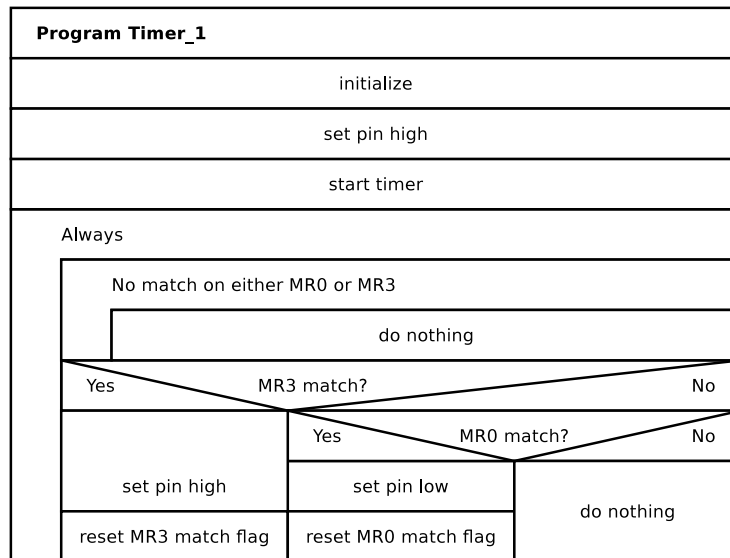 Program Timer_1
initialize
set pin high
start timer
Always
No match on either MR0 or MR3
do nothing
Yes
MR3 match?
No
Yes
MR0 match?
No
set pin high
set pin low
do nothing
reset MR3 match flag
reset MR0 match flag